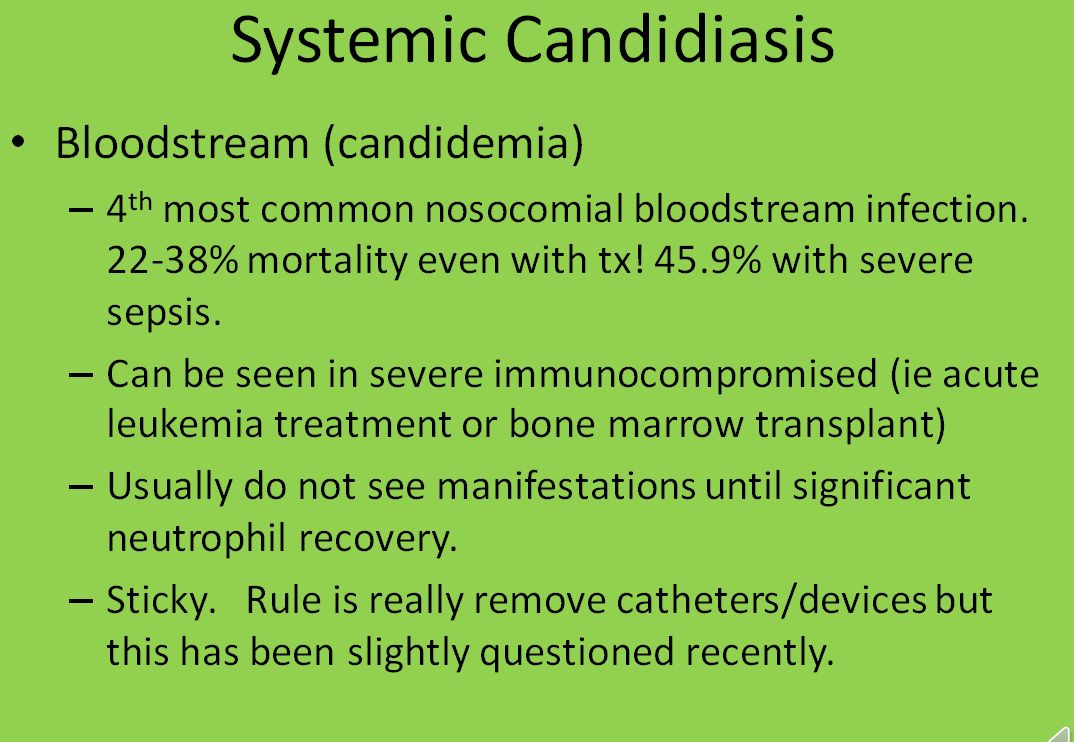 Systemic Candidiasis
• Bloodstream (candidemia)
– 4th most common nosocomial bloodstream infection.
22-38% mortality even with tx! 45.9% with severe
sepsis.
– Can be seen in severe immunocompromised (ie acute
leukemia treatment or bone marrow transplant)
– Usually do not see manifestations until significant
neutrophil recovery.
– Sticky.   Rule is really remove catheters/devices but
this has been slightly questioned recently.